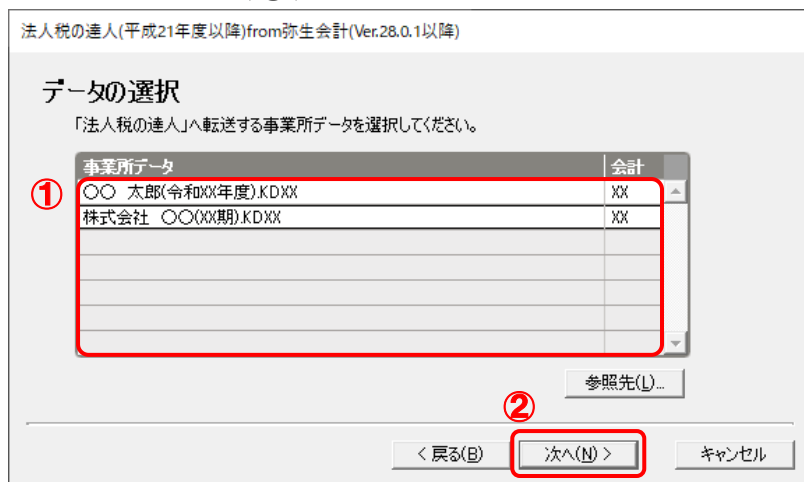 法人税の達人(平成21年度以降)from弥生会計(Ver.28.0.1以降)
データの選択
「法人税の達人」へ転送する事業所データを選択してください。
事業所データ 会計
① 〇〇 太郎(令和XX年度).KDXX XX
株式会社 〇〇(XX期).KDXX XX
参照先(L)...
②
< 戻る(B) 次へ(N) > キャンセル